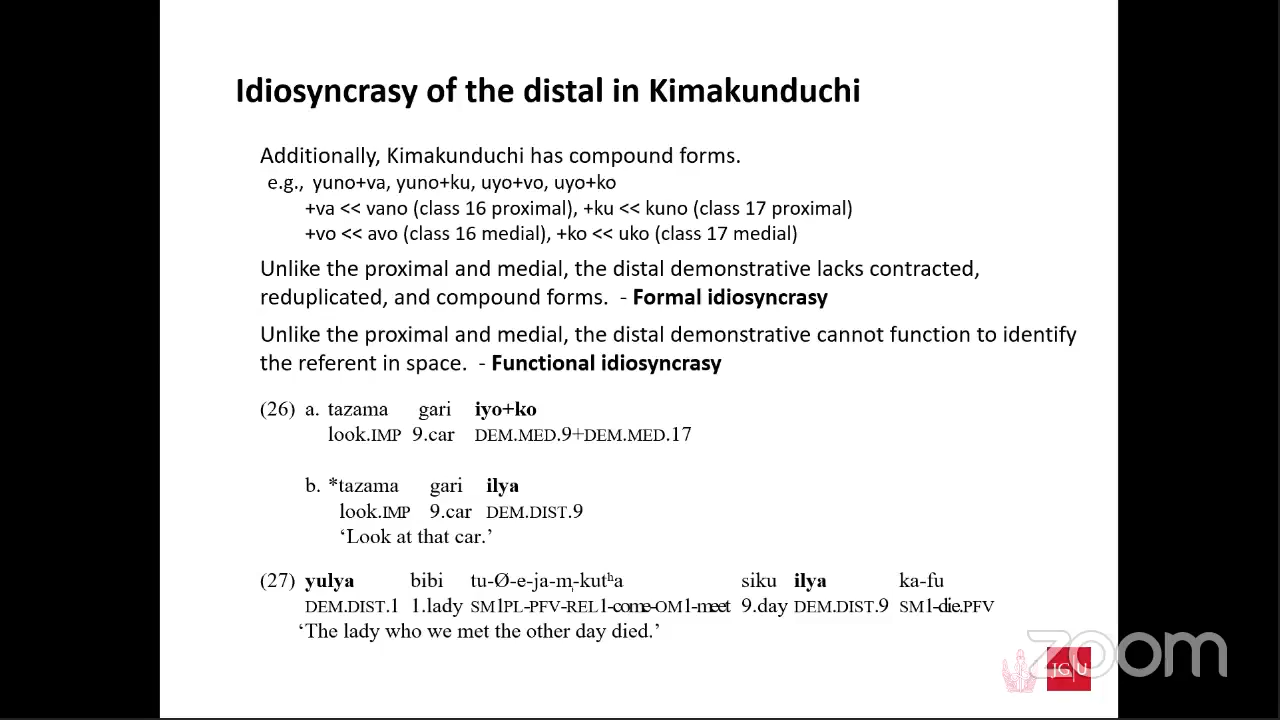 Idiosyncrasy of the distal in Kimakunduchi
Additionally, Kimakunduchi has compound forms.
e.g., yuno+va, yuno+ku, uyo+vo, uyo+ko
+va << vano (class 16 proximal), +ku << kuno (class 17 proximal)
+vo << avo (class 16 medial), +ko << uko (class 17 medial)
Unlike the proximal and medial, the distal demonstrative lacks contracted,
reduplicated, and compound forms. - Formal idiosyncrasy
Unlike the proximal and medial, the distal demonstrative cannot function to identify
the referent in space. - Functional idiosyncrasy
(26) a. tazama gari iyo+ko
look.IMP 9.car DEM.MED.9+DEM.MED.17
b. *tazama gari ilya
look.IMP 9.car DEM.DIST.9
‘Look at that car.’
(27) yulya bibi tu-Ø-e-ja-m̩-kutʰa siku ilya ka-fu
DEM.DIST.1 1.lady SM1PL-PFV-REL1-come-OM1-meet 9.day DEM.DIST.9 SM1-die.PFV
‘The lady who we met the other day died.’
JG|U
zoom